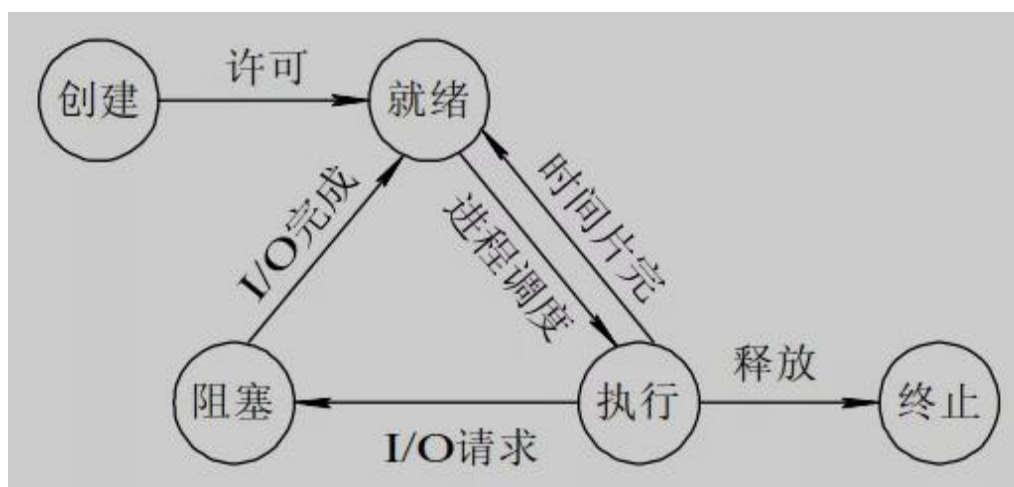 创建
许可
就绪
I/O完成
进程调度
时间片完
阻塞
I/O请求
执行
释放
终止